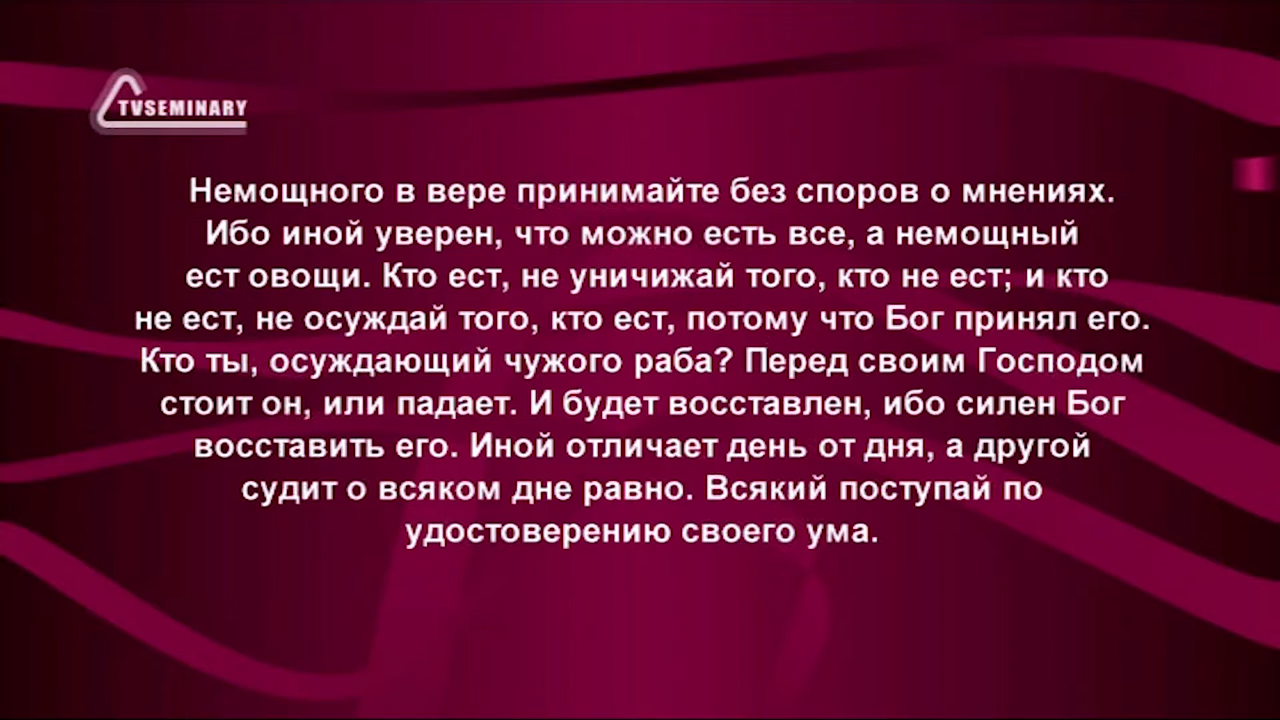 TVSEMINARY
Немощного в вере принимайте без споров о мнениях.
Ибо иной уверен, что можно есть все, а немощный
ест овощи. Кто ест, не уничижай того, кто не ест; и кто
не ест, не осуждай того, кто ест, потому что Бог принял его.
Кто ты, осуждающий чужого раба? Перед своим Господом
стоит он, или падает. И будет восставлен, ибо силен Бог
восставить его. Иной отличает день от дня, а другой
судит о всяком дне равно. Всякий поступай по
удостоверению своего ума.